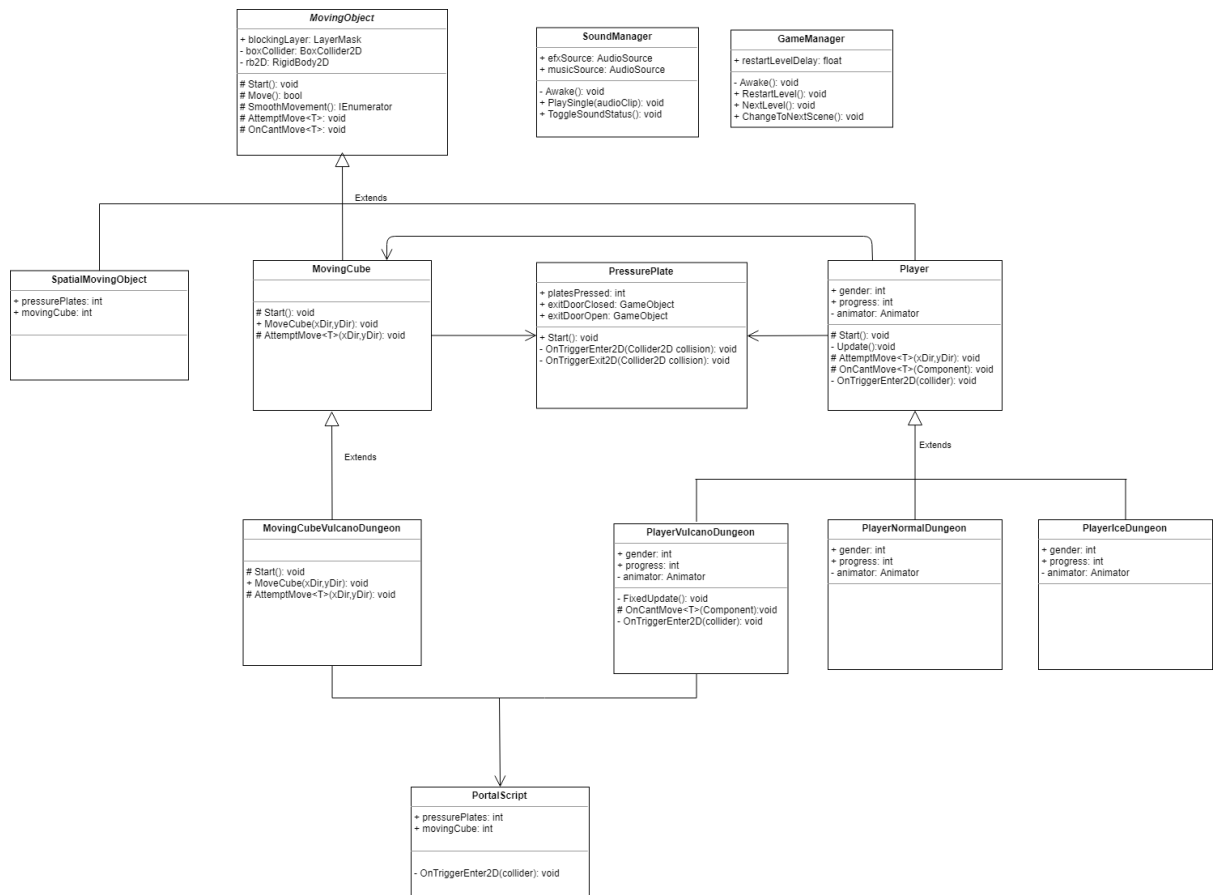 MovingObject
+ blockingLayer: LayerMask
- boxCollider: BoxCollider2D
- rb2D: RigidBody2D
# Start(): void
# Move(): bool
# SmoothMovement(): IEnumerator
# AttemptMove<T>: void
# OnCantMove<T>: void
SoundManager
+ efxSource: AudioSource
+ musicSource: AudioSource
- Awake(): void
+ PlaySingle(audioClip): void
+ ToggleSoundStatus(): void
GameManager
+ restartLevelDelay: float
- Awake(): void
+ RestartLevel(): void
+ NextLevel(): void
+ ChangeToNextScene(): void
Extends
SpatialMovingObject
+ pressurePlates: int
+ movingCube: int
MovingCube
# Start(): void
+ MoveCube(xDir,yDir): void
# AttemptMove<T>(xDir,yDir): void
PressurePlate
+ platesPressed: int
+ exitDoorClosed: GameObject
+ exitDoorOpen: GameObject
+ Start(): void
- OnTriggerEnter2D(Collider2D collision): void
- OnTriggerExit2D(Collider2D collision): void
Player
+ gender: int
+ progress: int
- animator: Animator
# Start(): void
- Update():void
# AttemptMove<T>(xDir,yDir): void
# OnCantMove<T>(Component): void
- OnTriggerEnter2D(collider): void
Extends
Extends
MovingCubeVulcanoDungeon
# Start(): void
+ MoveCube(xDir,yDir): void
# AttemptMove<T>(xDir,yDir): void
PlayerVulcanoDungeon
+ gender: int
+ progress: int
- animator: Animator
- FixedUpdate(): void
# OnCantMove<T>(Component):void
- OnTriggerEnter2D(collider): void
PlayerNormalDungeon
+ gender: int
+ progress: int
- animator: Animator
PlayerIceDungeon
+ gender: int
+ progress: int
- animator: Animator
PortalScript
+ pressurePlates: int
+ movingCube: int
- OnTriggerEnter2D(collider): void